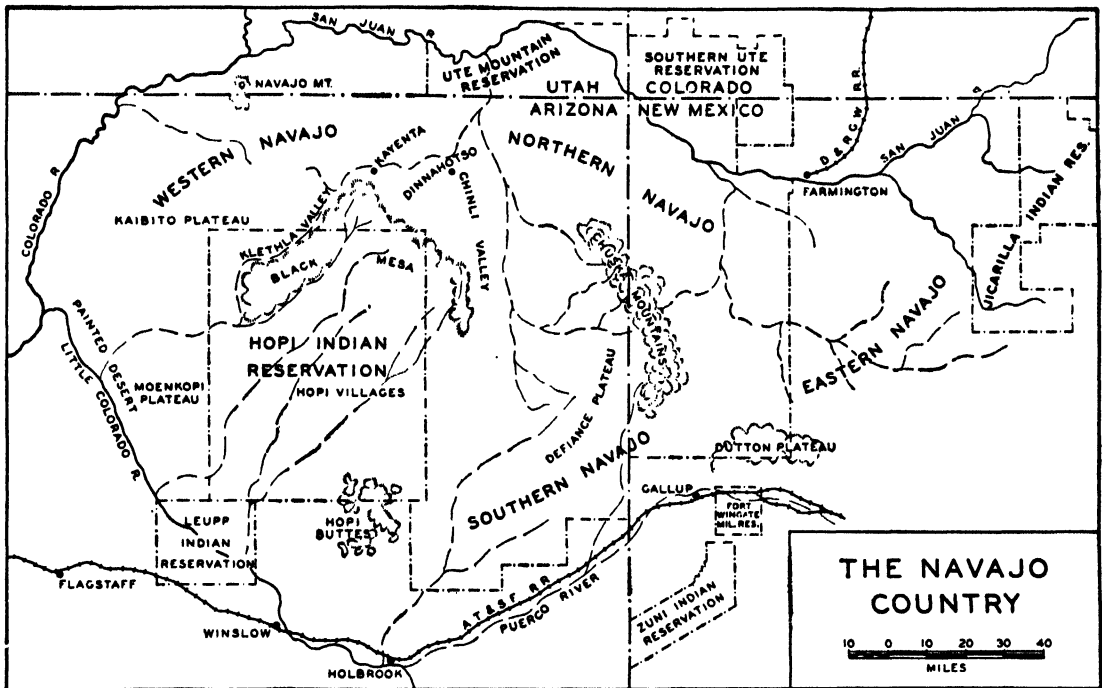 SAN JUAN R.
UTE MOUNTAIN
RESERVATION
SOUTHERN UTE
RESERVATION
COLORADO
UTAH
ARIZONA
NEW MEXICO
D. & R. G. W. R.R.
NAVAJO MT.
WESTERN NAVAJO
KAYENTA
DINNAHOTSO
NORTHERN
NAVAJO
SAN JUAN R.
FARMINGTON
JICARILLA INDIAN RES.
COLORADO R.
KAIBITO PLATEAU
KLETHLA VALLEY
BLACK
MESA
CHINLI
VALLEY
CHUSKA MOUNTAINS
EASTERN NAVAJO
PAINTED DESERT
LITTLE COLORADO R.
MOENKOPI
PLATEAU
HOPI INDIAN
RESERVATION
HOPI VILLAGES
DEFIANCE PLATEAU
DUTTON PLATEAU
SOUTHERN NAVAJO
GALLUP
FORT
WINGATE
MIL. RES.
LEUPP
INDIAN
RESERVATION
HOPI
BUTTES
FLAGSTAFF
WINSLOW
HOLBROOK
A.T. & S.F. R.R.
PUERCO RIVER
ZUNI INDIAN
RESERVATION
THE NAVAJO
COUNTRY
10 0 10 20 30 40
MILES